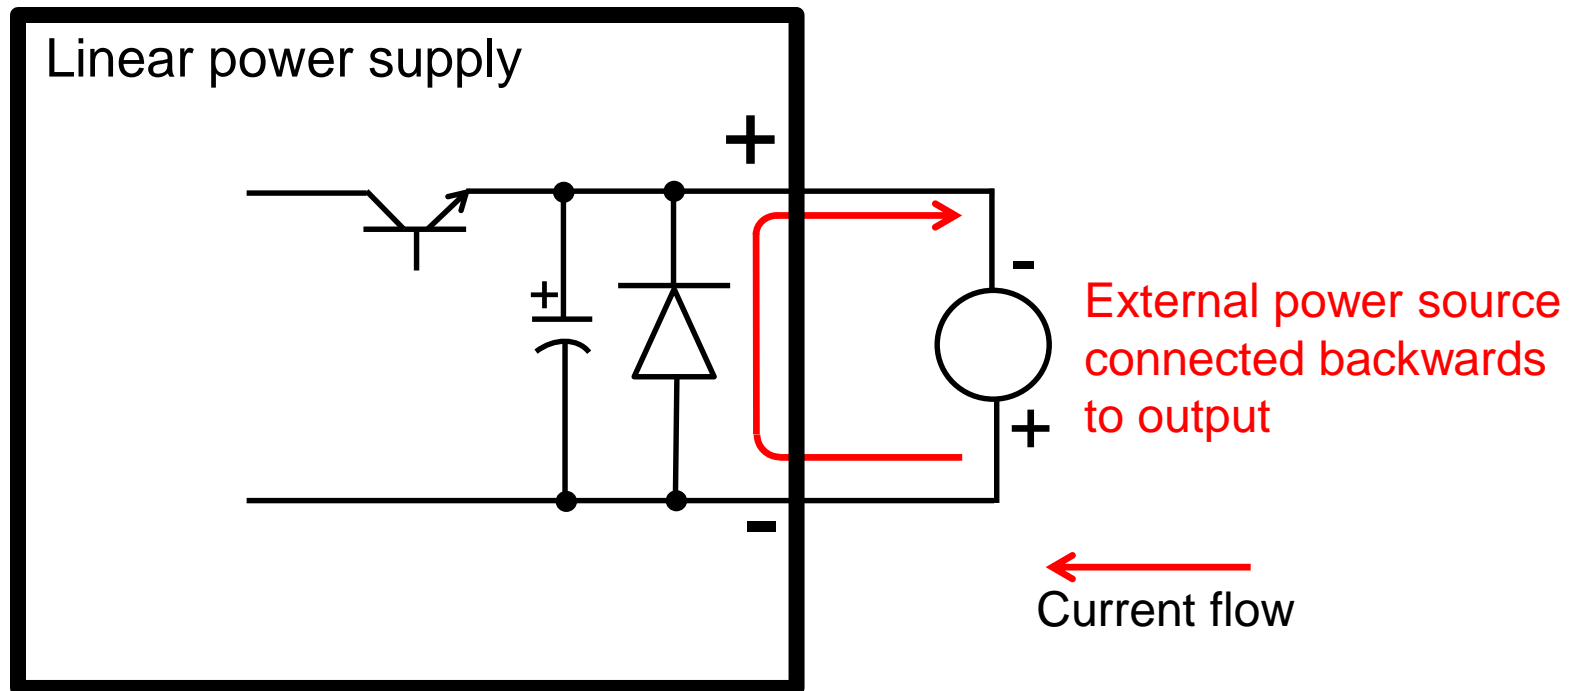 Linear power supply
+
-
+
External power source
connected backwards
to output
+
-
Current flow